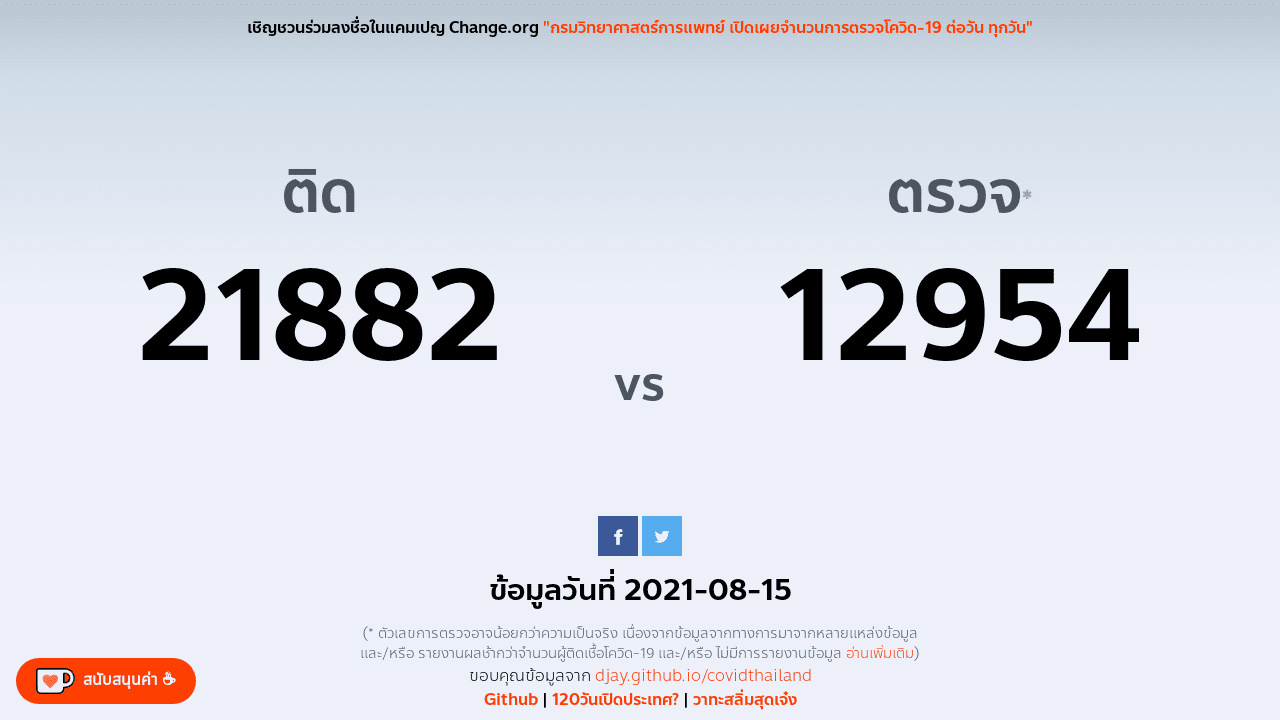 เชิญชวนร่วมลงชื่อในแคมเปญ Change.org "กรมวิทยาศาสตร์การแพทย์ เปิดเผยจำนวนการตรวจโควิด-19 ต่อวัน ทุกวัน"
ติด
21882
vs
ตรวจ*
12954
ข้อมูลวันที่ 2021-08-15
(* ตัวเลขการตรวจอาจน้อยกว่าความเป็นจริง เนื่องจากข้อมูลจากทางการมาจากหลายแหล่งข้อมูล
และ/หรือ รายงานผลช้ากว่าจำนวนผู้ติดเชื้อโควิด-19 และ/หรือ ไม่มีการรายงานข้อมูล อ่านเพิ่มเติม)
ขอบคุณข้อมูลจาก djay.github.io/covidthailand
Github | 120วันเปิดประเทศ? | วาทะสลิ่มสุดเจ๋ง
สนับสนุนค่า ☕